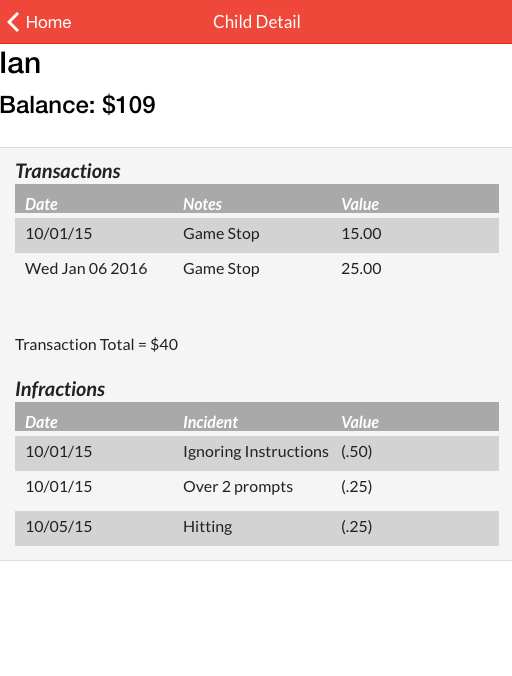 Home Child Detail
Ian
Balance: $109
Transactions
Date Notes Value
10/01/15 Game Stop 15.00
Wed Jan 06 2016 Game Stop 25.00
Transaction Total = $40
Infractions
Date Incident Value
10/01/15 Ignoring Instructions (.50)
10/01/15 Over 2 prompts (.25)
10/05/15 Hitting (.25)